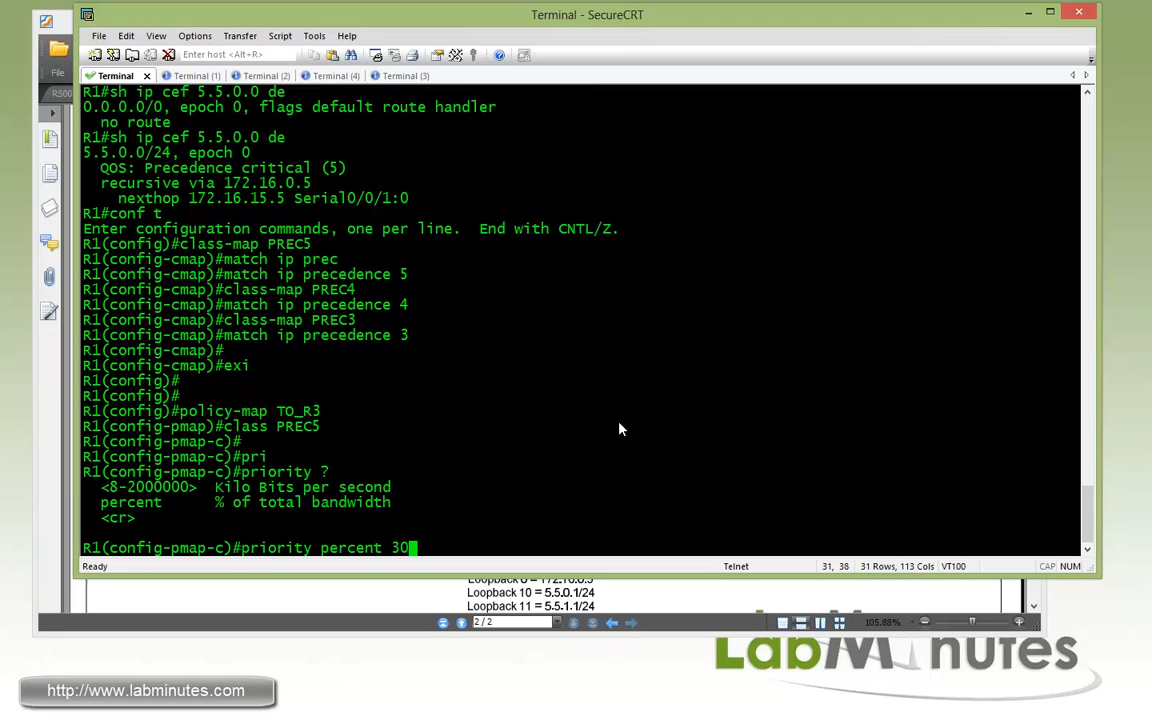 Terminal - SecureCRT
File Edit View Options Transfer Script Tools Help
Enter host <Alt+R>
File
R500
Terminal Terminal (1) Terminal (2) Terminal (4) Terminal (3)
R1#sh ip cef 5.5.0.0 de
0.0.0.0/0, epoch 0, flags default route handler
  no route
R1#sh ip cef 5.5.0.0 de
5.5.0.0/24, epoch 0
  QOS: Precedence critical (5)
  recursive via 172.16.0.5
    nexthop 172.16.15.5 Serial0/0/1:0
R1#conf t
Enter configuration commands, one per line.  End with CNTL/Z.
R1(config)#class-map PREC5
R1(config-cmap)#match ip prec
R1(config-cmap)#match ip precedence 5
R1(config-cmap)#class-map PREC4
R1(config-cmap)#match ip precedence 4
R1(config-cmap)#class-map PREC3
R1(config-cmap)#match ip precedence 3
R1(config-cmap)#
R1(config-cmap)#exi
R1(config)#
R1(config)#
R1(config)#policy-map TO_R3
R1(config-pmap)#class PREC5
R1(config-pmap-c)#
R1(config-pmap-c)#pri
R1(config-pmap-c)#priority ?
  <8-2000000>  Kilo Bits per second
  percent      % of total bandwidth
  <cr>
R1(config-pmap-c)#priority percent 30
Ready Telnet 31, 38 31 Rows, 113 Cols VT100 CAP NUM
Loopback 0 = 172.16.0.5
Loopback 10 = 5.5.0.1/24
Loopback 11 = 5.5.1.1/24
2 / 2 105.88%
LabMinutes
http://www.labminutes.com